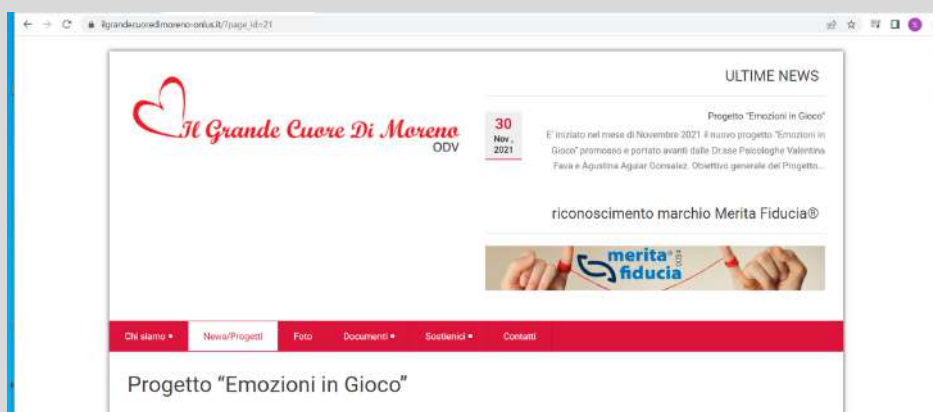 ilgrandecuoredimoreno-onlus.it/?page_id=21
ULTIME NEWS
Il Grande Cuore Di Moreno
ODV
30
Nov,
2021
Progetto "Emozioni in Gioco"
E' iniziato nel mese di Novembre 2021 il nuovo progetto "Emozioni in
Gioco" promosso e portato avanti dalle Dr.sse Psicologhe Valentina
Fava e Agustina Aguiar Gonsalez. Obiettivo generale del Progetto...
riconoscimento marchio Merita Fiducia®
merita®
fiducia
0034
Chi siamo
News/Progetti
Foto
Documenti
Sostienici
Contatti
Progetto "Emozioni in Gioco"